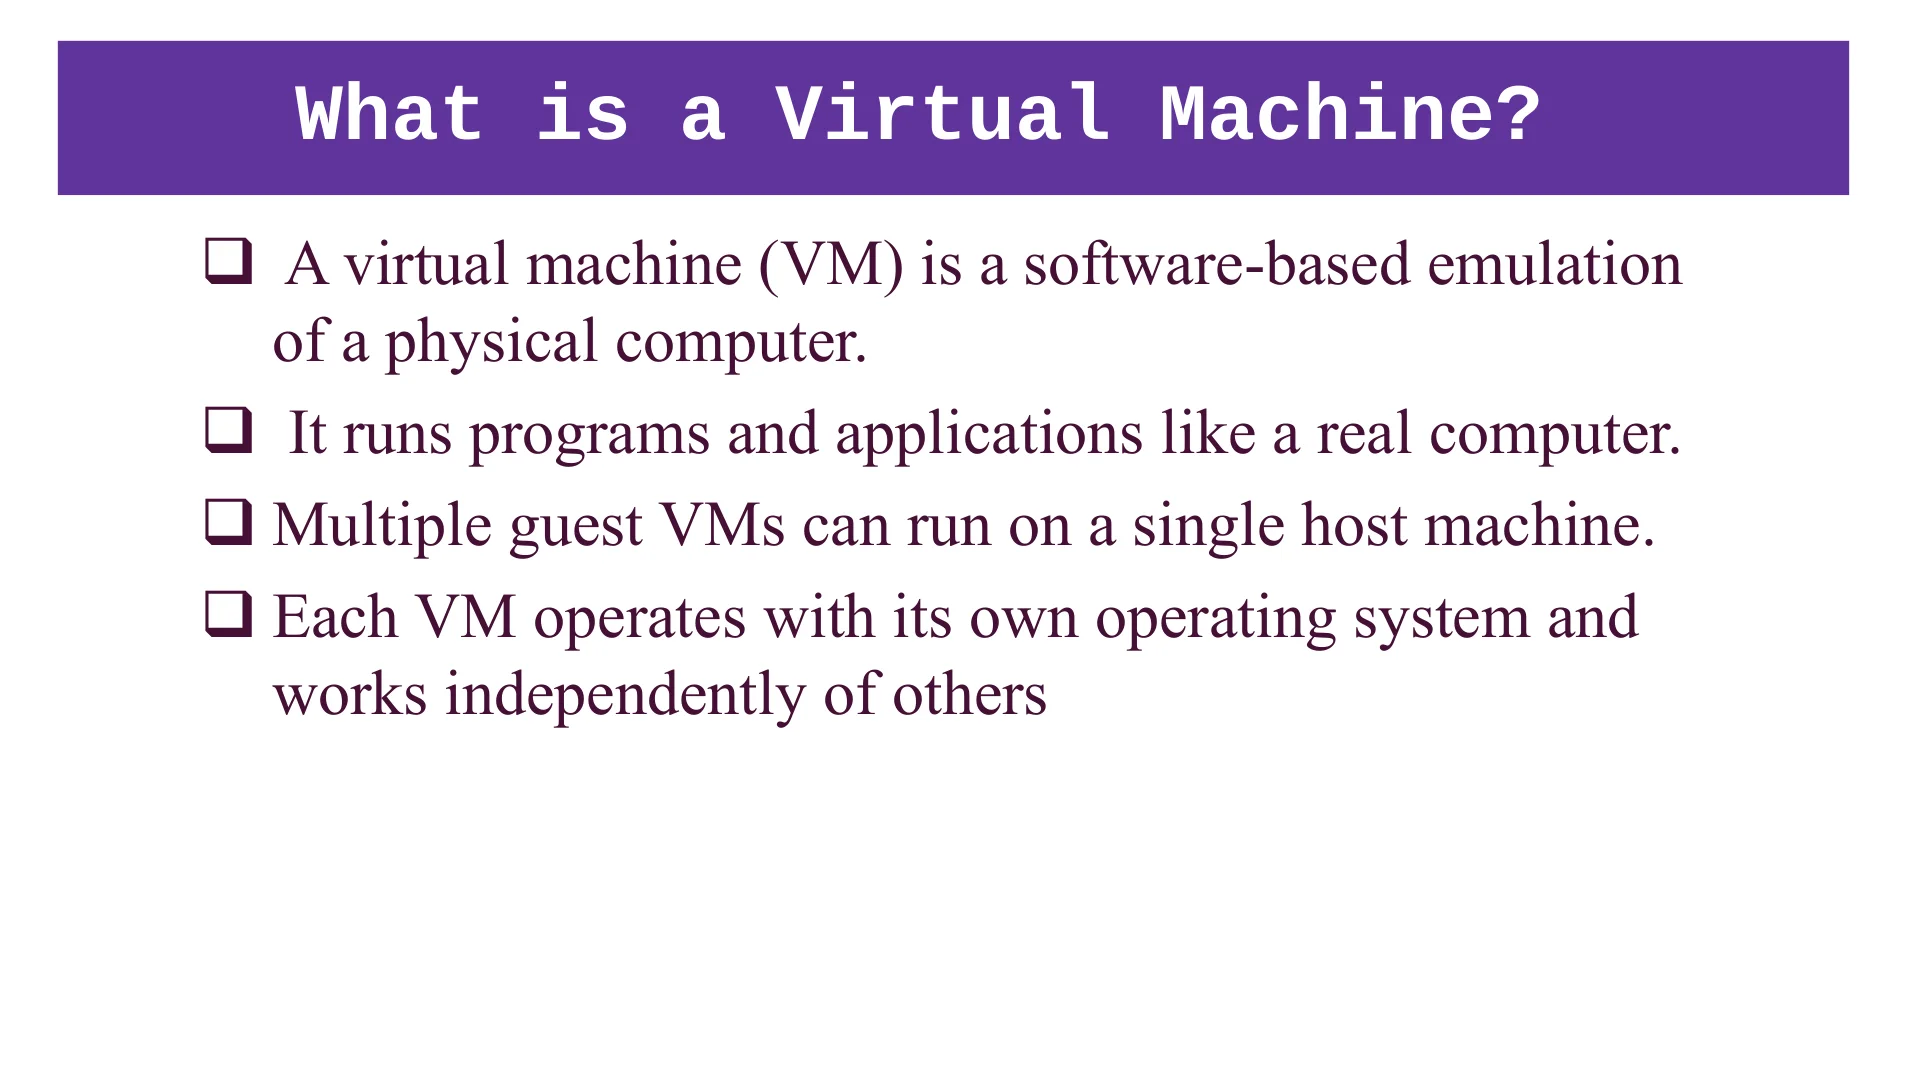 What is a Virtual Machine?
❑ A virtual machine (VM) is a software-based emulation
of a physical computer.
❑ It runs programs and applications like a real computer.
❑ Multiple guest VMs can run on a single host machine.
❑ Each VM operates with its own operating system and
works independently of others